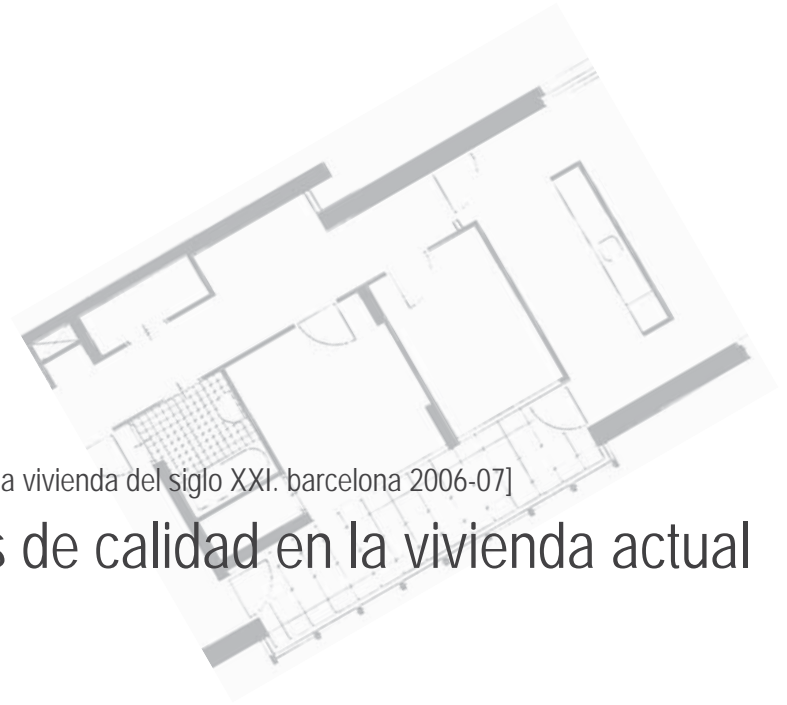 a vivienda del siglo XXI. barcelona 2006-07]
s de calidad en la vivienda actual